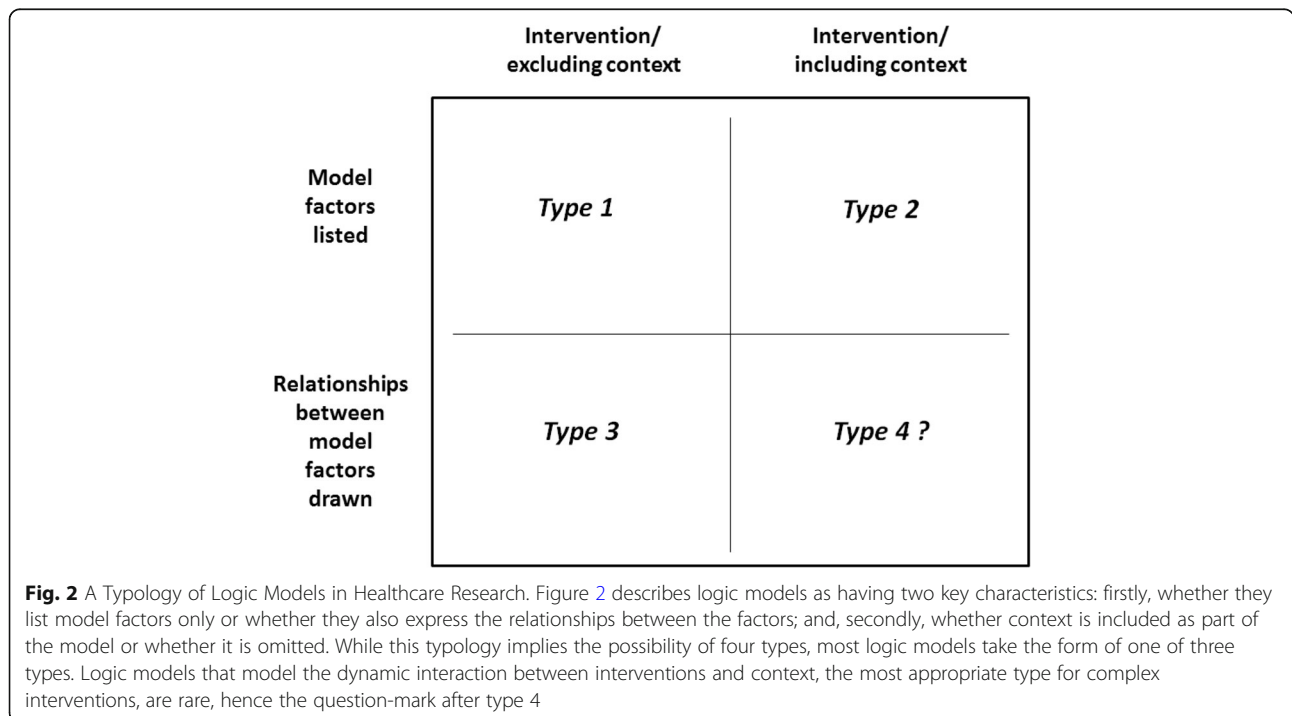 Intervention/
excluding context
Intervention/
including context
Model
factors
listed
Type 1
Type 2
Relationships
between
model
factors
drawn
Type 3
Type 4 ?
Fig. 2 A Typology of Logic Models in Healthcare Research. Figure 2 describes logic models as having two key characteristics: firstly, whether they
list model factors only or whether they also express the relationships between the factors; and, secondly, whether context is included as part of
the model or whether it is omitted. While this typology implies the possibility of four types, most logic models take the form of one of three
types. Logic models that model the dynamic interaction between interventions and context, the most appropriate type for complex
interventions, are rare, hence the question-mark after type 4